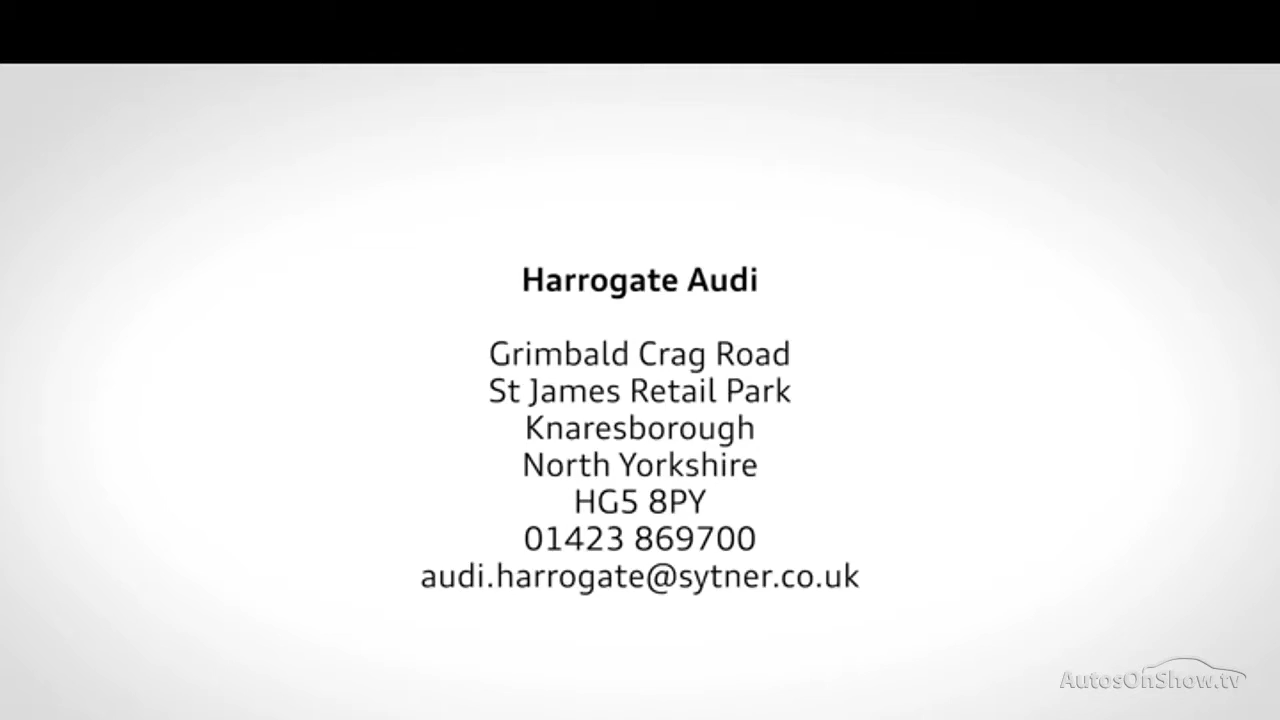 Harrogate Audi
Grimbald Crag Road
St James Retail Park
Knaresborough
North Yorkshire
HG5 8PY
01423 869700
audi.harrogate@sytner.co.uk
AutosOnShow.tv